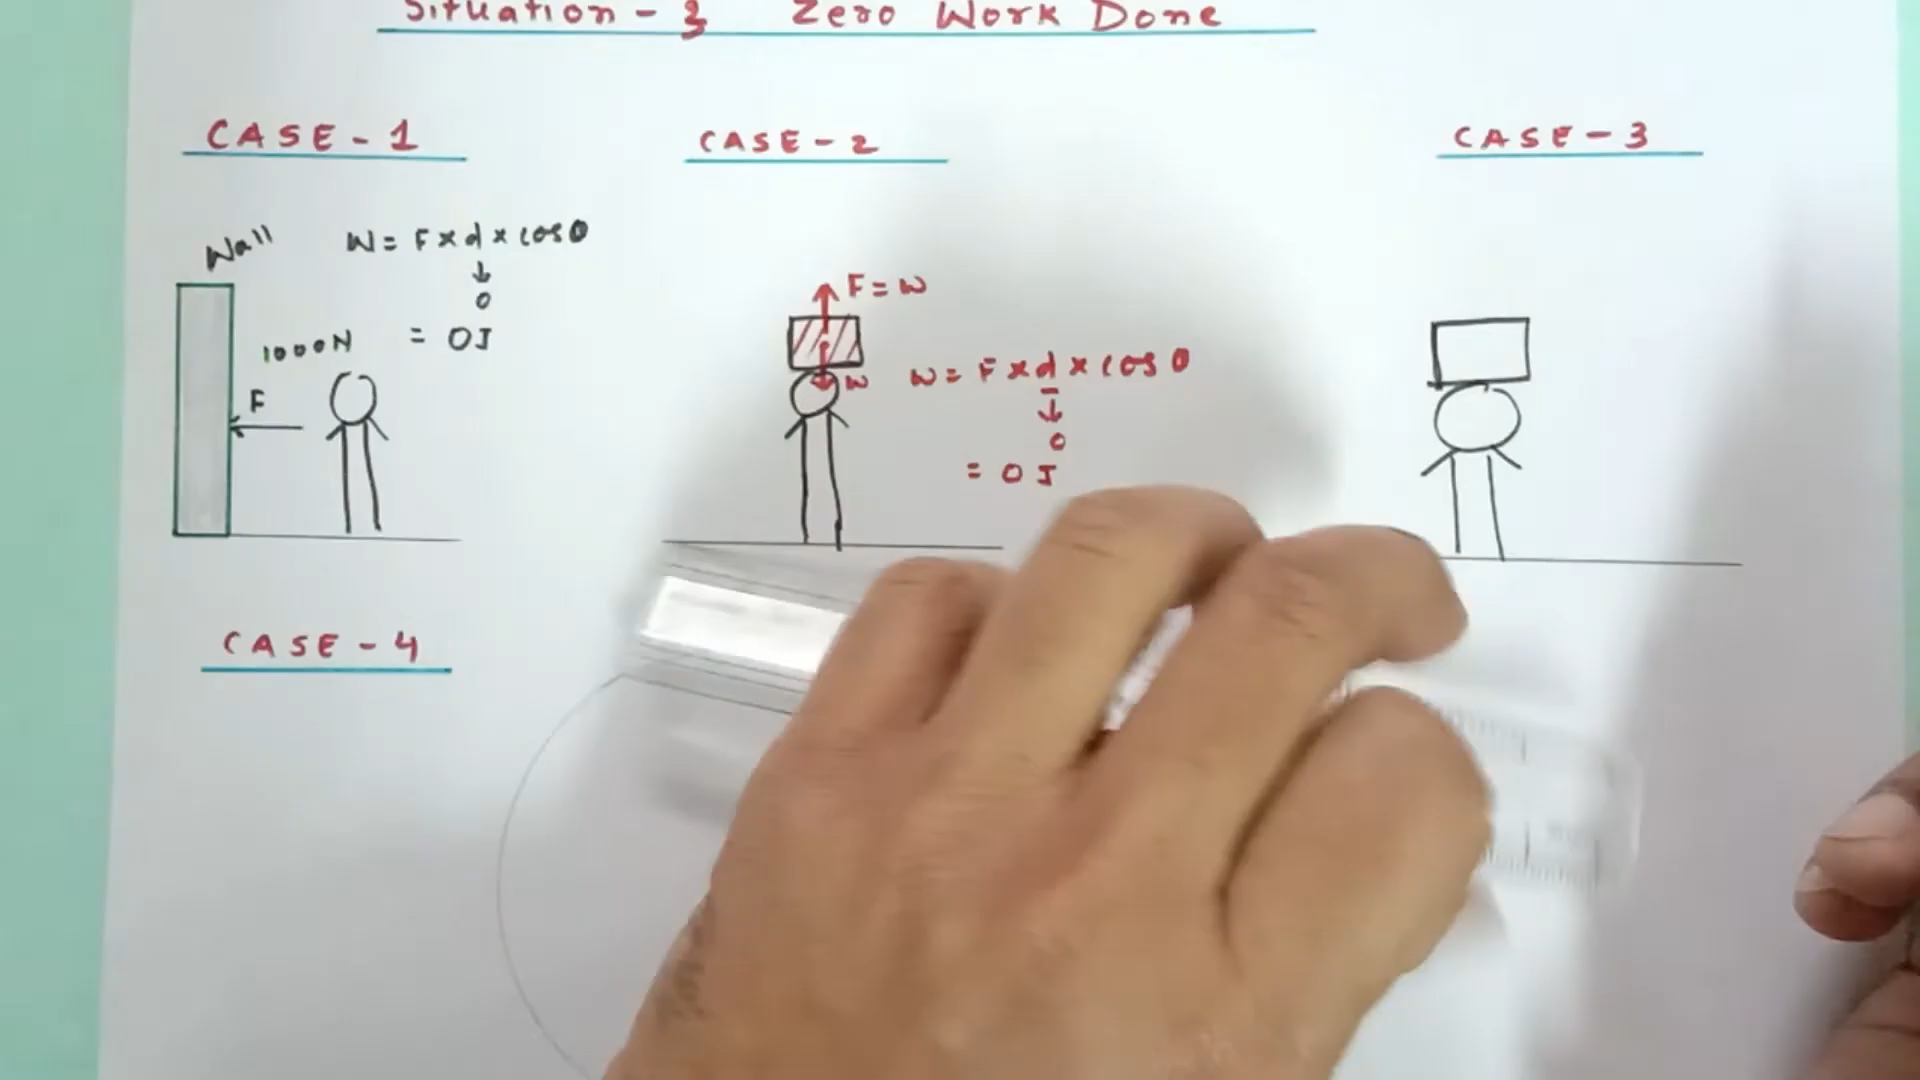 Situation - 3 Zero Work Done
CASE - 1
Wall
W = F × d × cos θ
↓
0
= 0J
1000N
F
CASE - 2
F = W
W
W = F × d × cos θ
↓
0
= 0 J
CASE - 3
CASE - 4